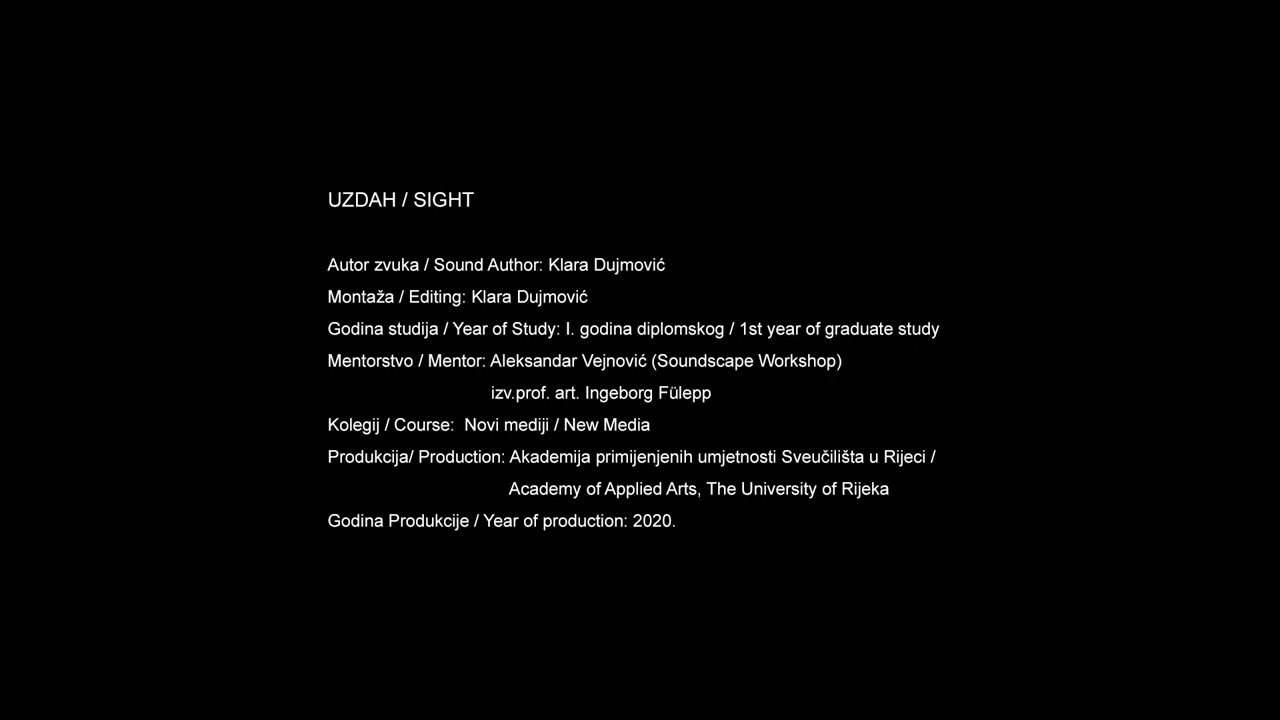 UZDAH / SIGHT
Autor zvuka / Sound Author: Klara Dujmović
Montaža / Editing: Klara Dujmović
Godina studija / Year of Study: I. godina diplomskog / 1st year of graduate study
Mentorstvo / Mentor: Aleksandar Vejnović (Soundscape Workshop)
izv.prof. art. Ingeborg Fülepp
Kolegij / Course:  Novi mediji / New Media
Produkcija/ Production: Akademija primijenjenih umjetnosti Sveučilišta u Rijeci /
Academy of Applied Arts, The University of Rijeka
Godina Produkcije / Year of production: 2020.